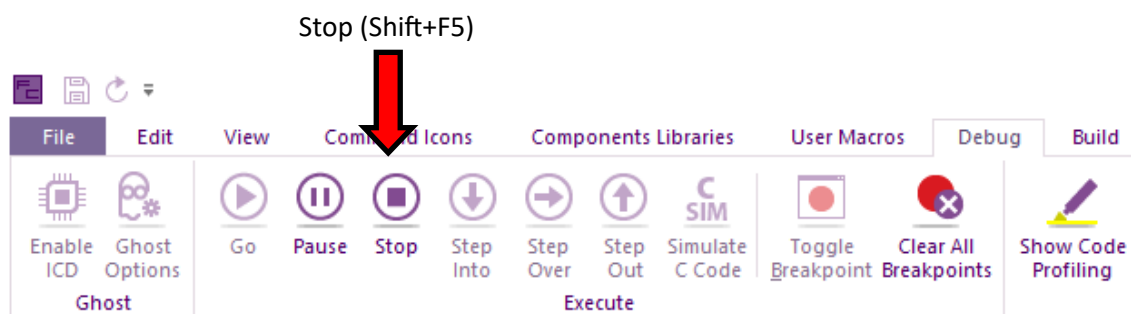 Stop (Shift+F5)
FC
File Edit View Command Icons Components Libraries User Macros Debug Build
C
SIM
Enable Ghost Go Pause Stop Step Step Step Simulate Toggle Clear All Show Code
ICD Options Into Over Out C Code Breakpoint Breakpoints Profiling
Ghost Execute